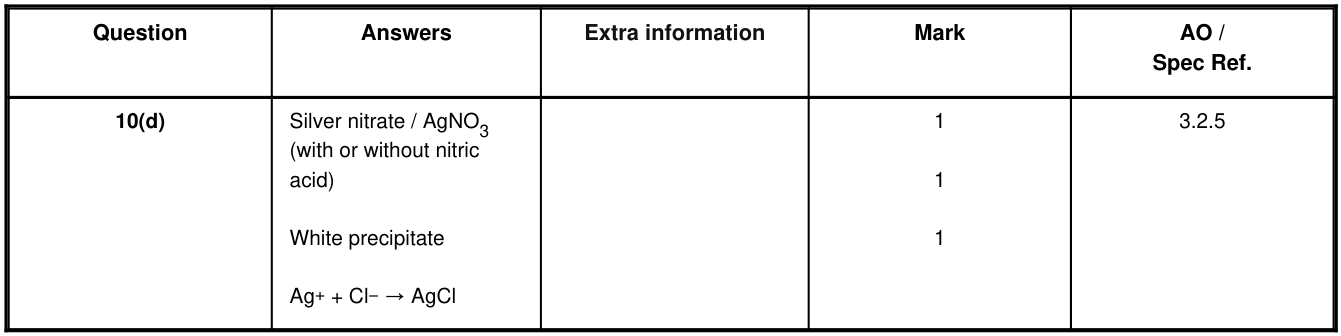 Question Answers Extra information Mark AO /
Spec Ref.
10(d) Silver nitrate / AgNO₃ 1 3.2.5
(with or without nitric
acid) 1
White precipitate 1
Ag⁺ + Cl⁻ → AgCl